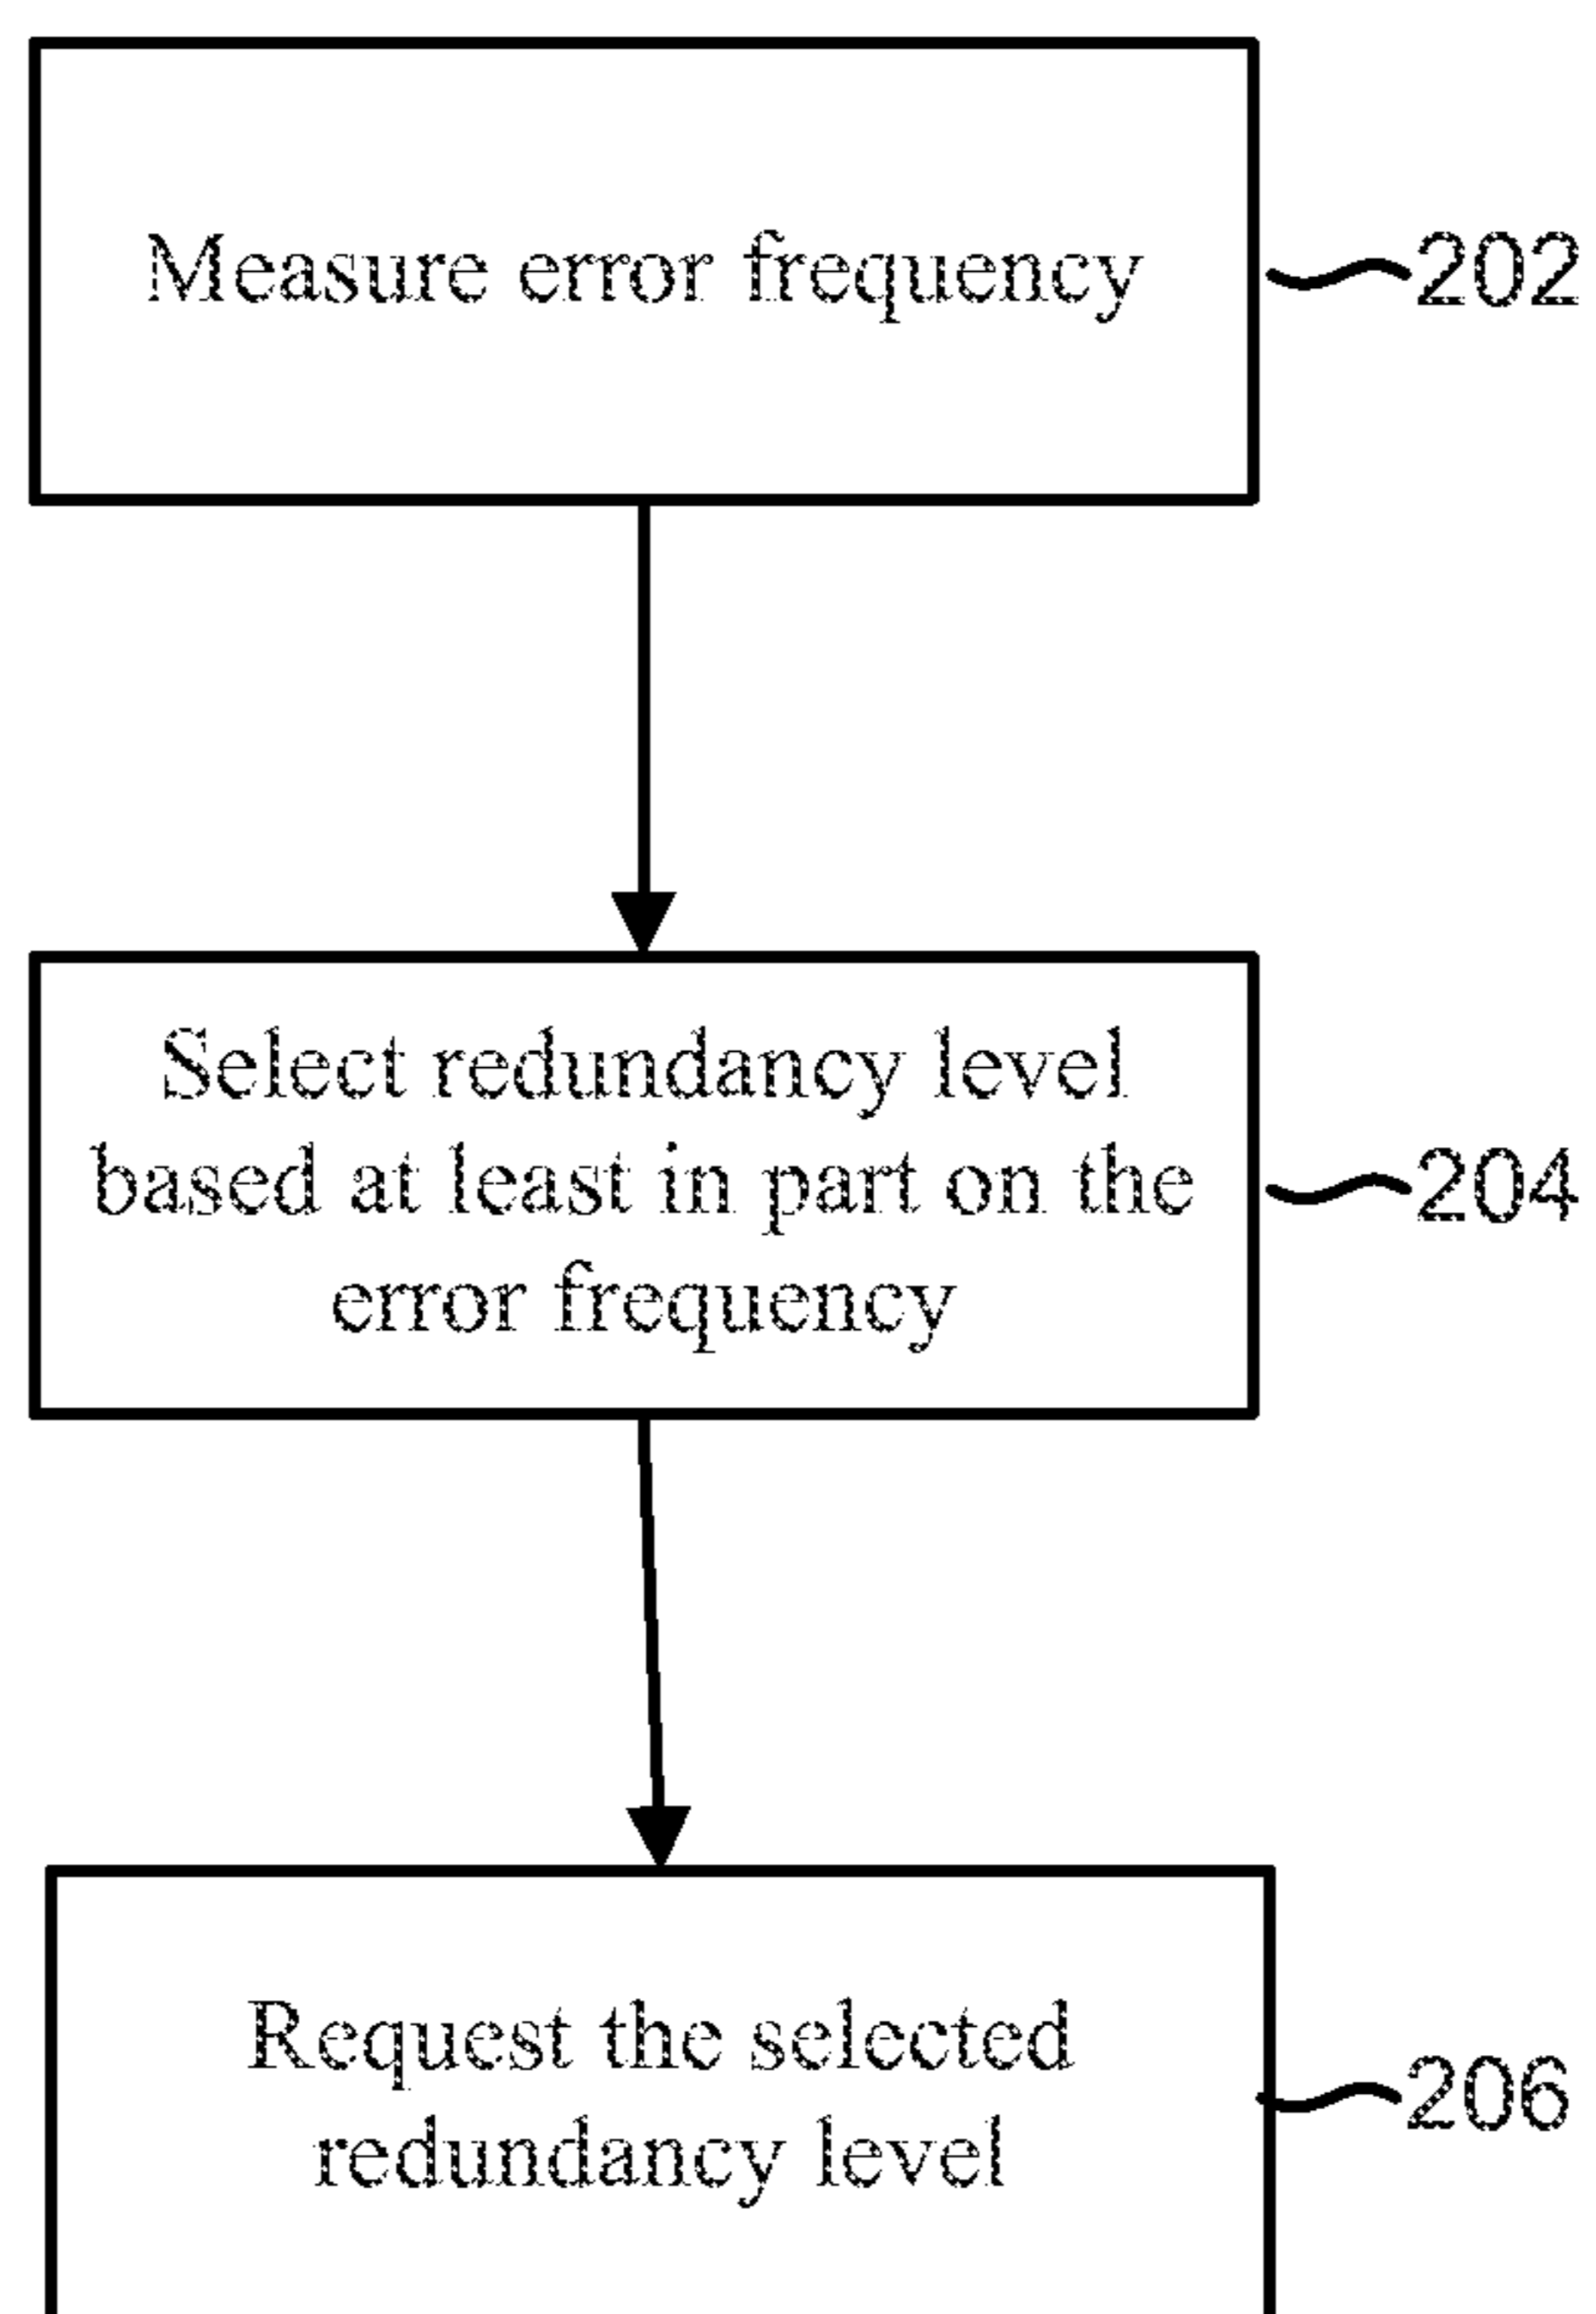 Measure error frequency
202
Select redundancy level
based at least in part on the
error frequency
204
Request the selected
redundancy level
206